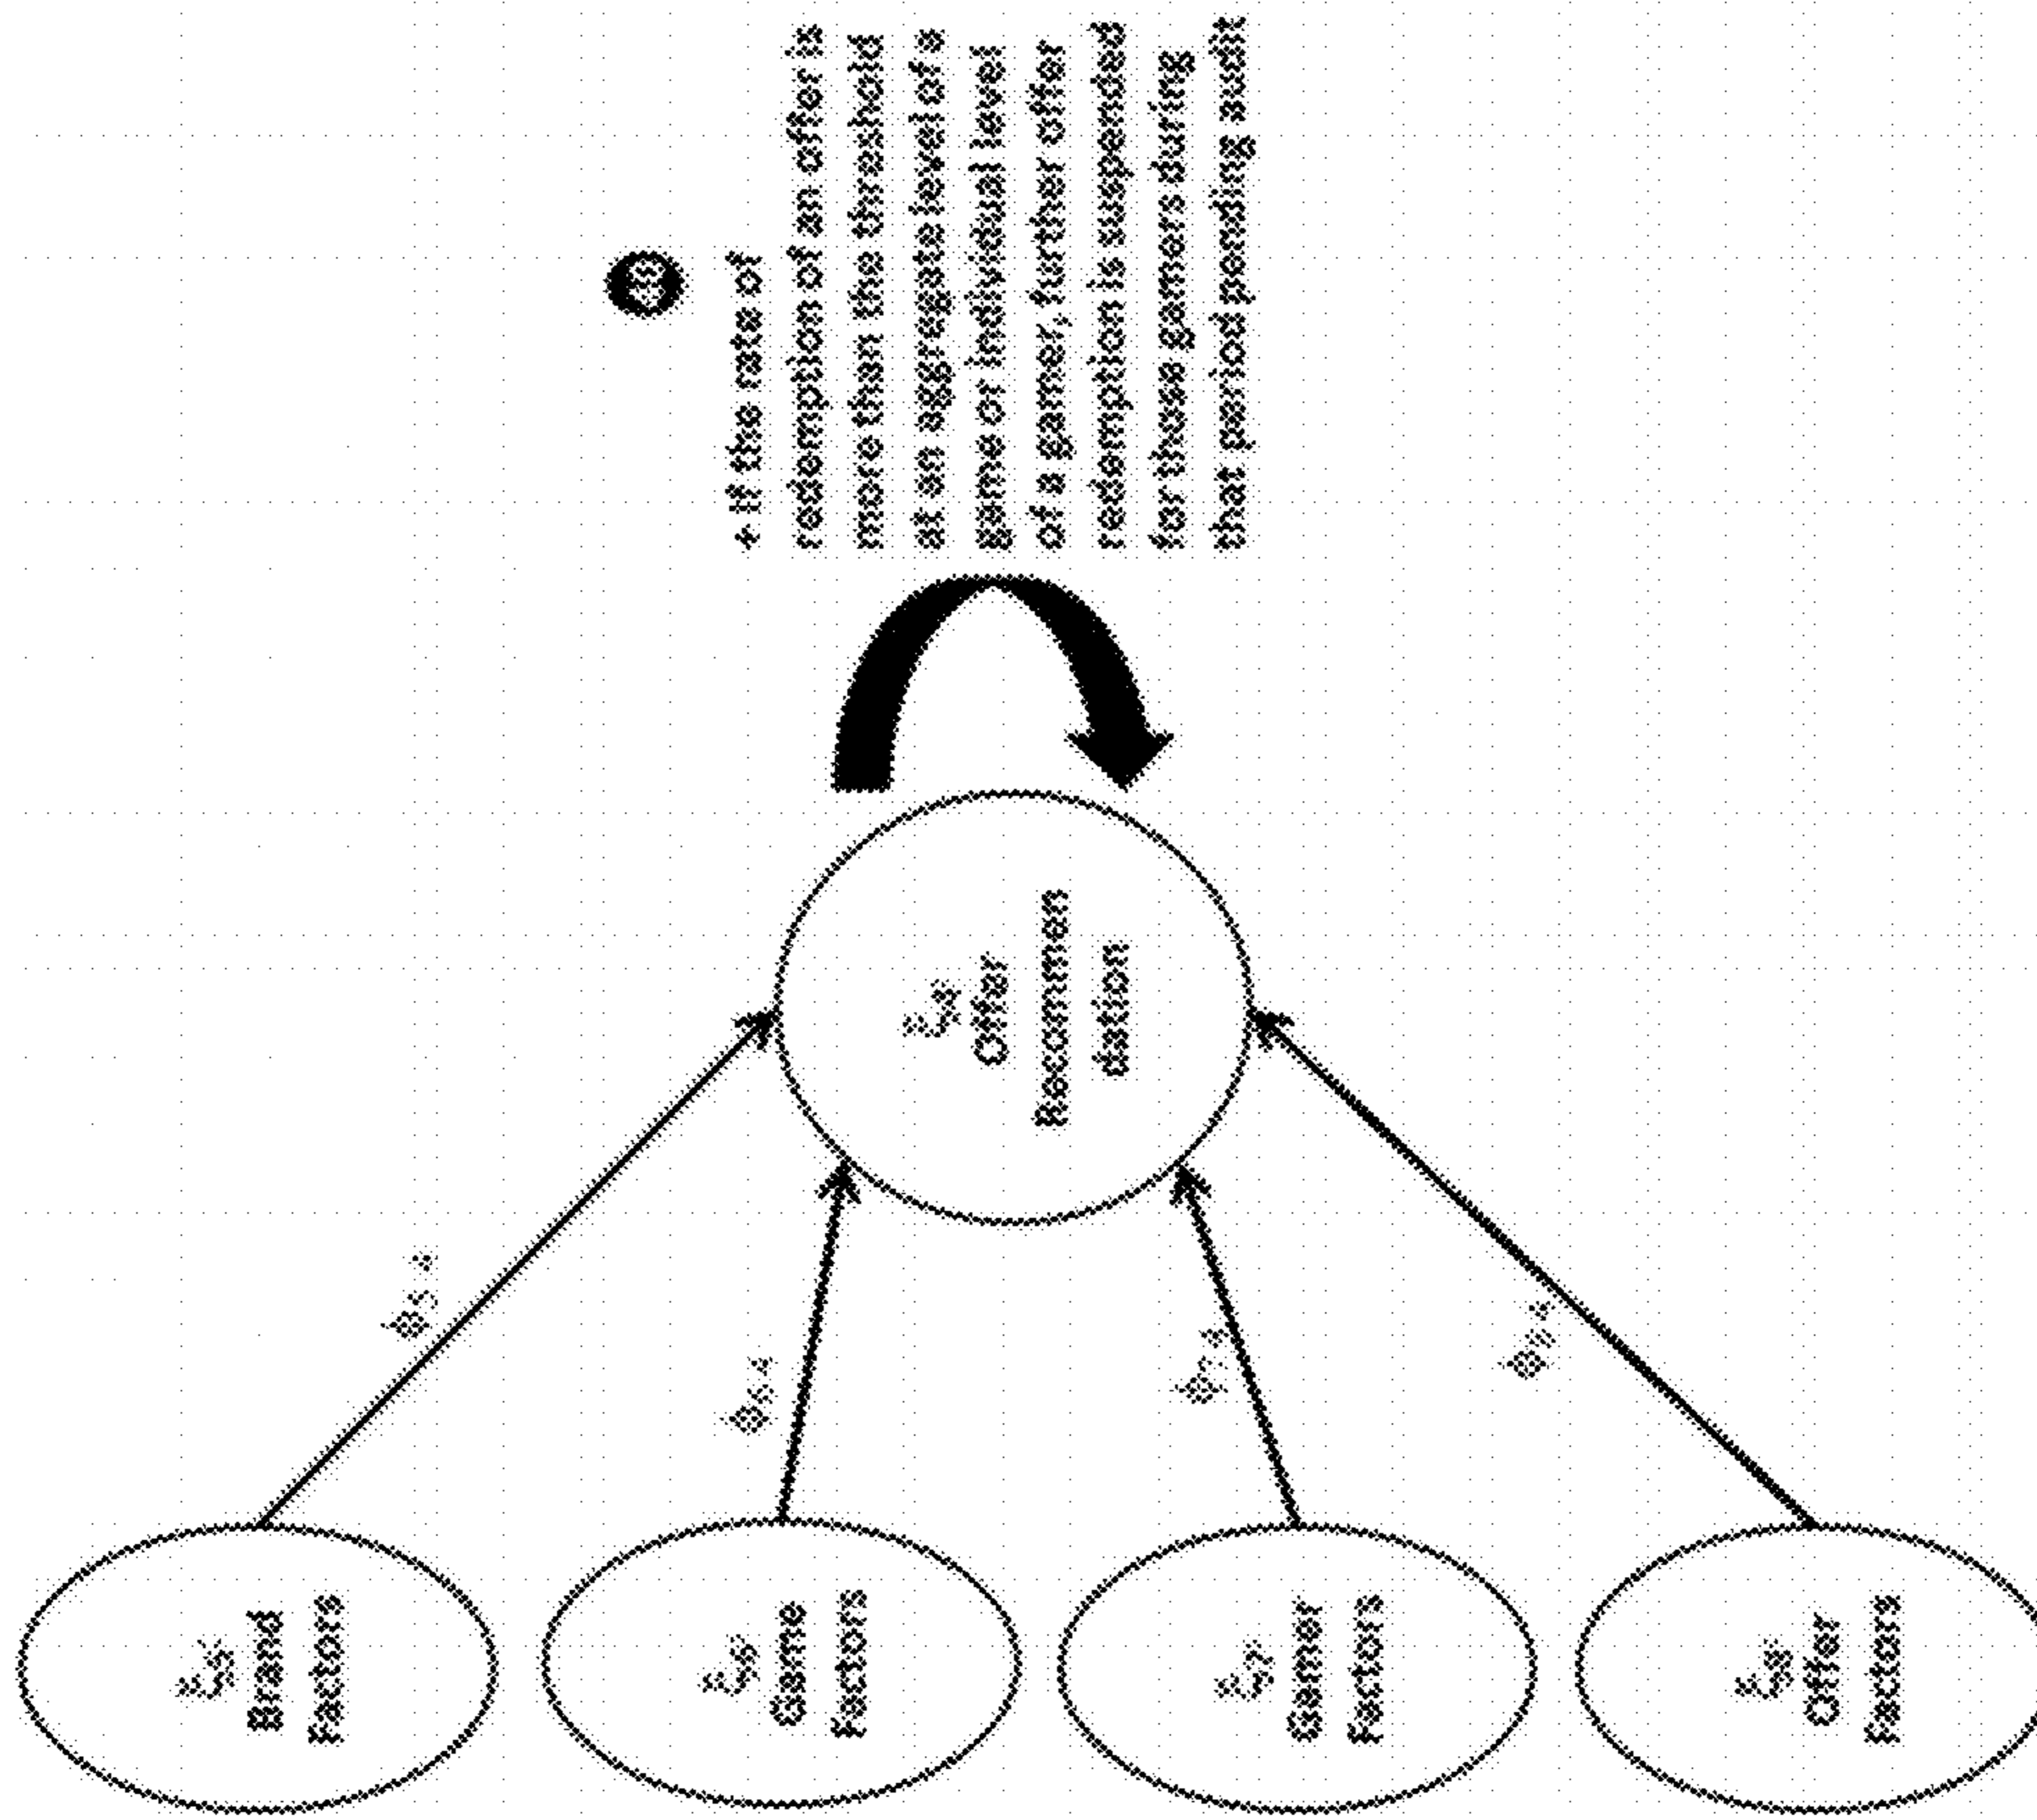 Brand
Factors
Game
Factors
Gamer
Factors
Offer
Factors
Offer
Recommen
dation
• If the rate of
redemption of an offer is
more than the threshold
at an aggregate level of a
game or individual level
of a gamer, further offer
redemption is suspended
for those gamers during
that period pending audit